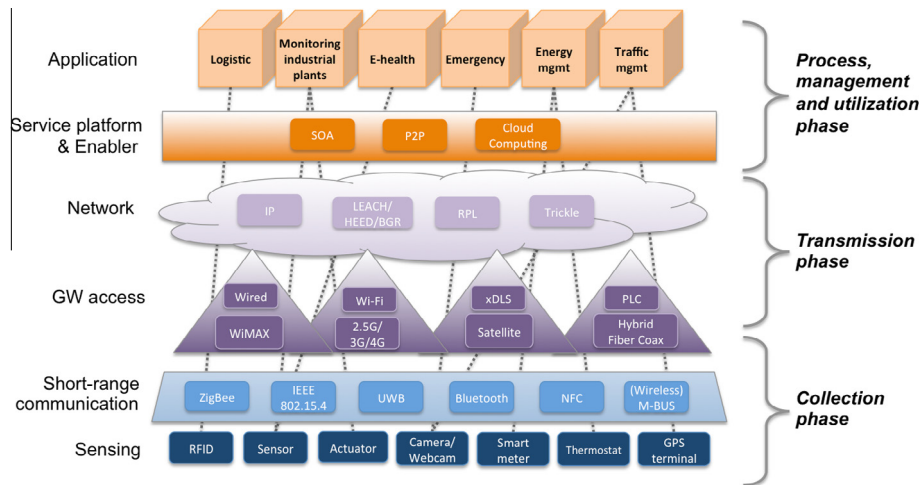 Application
Logistic
Monitoring
industrial
plants
E-health
Emergency
Energy
mgmt
Traffic
mgmt
Process,
management
and utilization
phase
Service platform
& Enabler
SOA
P2P
Cloud
Computing
Network
IP
LEACH/
HEED/BGR
RPL
Trickle
Transmission
phase
GW access
Wired
WiMAX
Wi-Fi
2.5G/
3G/4G
xDLS
Satellite
PLC
Hybrid
Fiber Coax
Short-range
communication
ZigBee
IEEE
802.15.4
UWB
Bluetooth
NFC
(Wireless)
M-BUS
Collection
phase
Sensing
RFID
Sensor
Actuator
Camera/
Webcam
Smart
meter
Thermostat
GPS
terminal